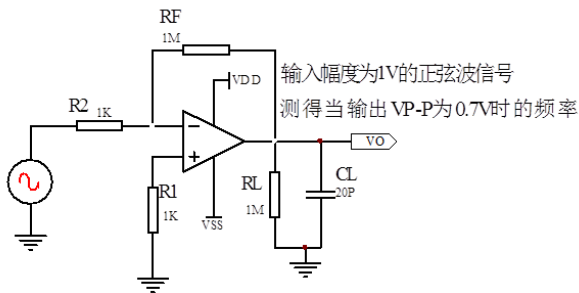 RF
1M
VDD
输入幅度为1V的正弦波信号
测得当输出 VP-P为0.7V时的频率
R2 1K
VO
R1
1K
VSS
RL
1M
CL
20P